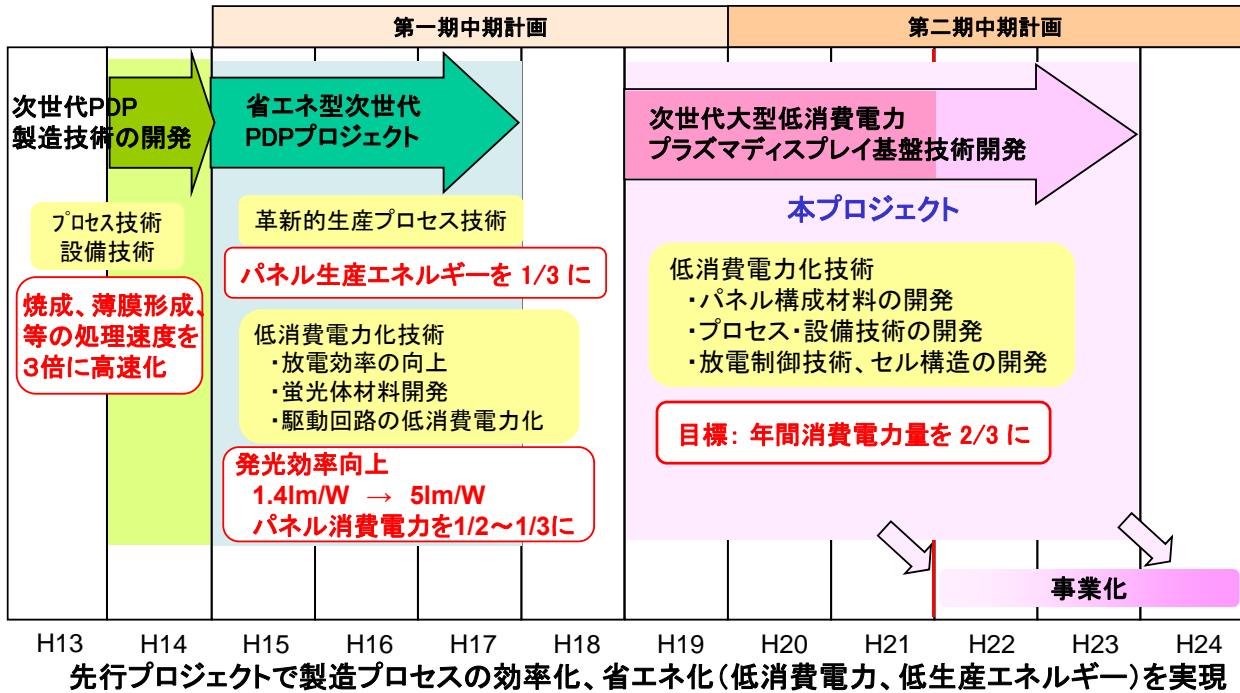 第一期中期計画
第二期中期計画
次世代PDP
製造技術の開発
省エネ型次世代
PDPプロジェクト
次世代大型低消費電力
プラズマディスプレイ基盤技術開発
本プロジェクト
プロセス技術
設備技術
焼成、薄膜形成、
等の処理速度を
3倍に高速化
革新的生産プロセス技術
パネル生産エネルギーを 1/3 に
低消費電力化技術
・放電効率の向上
・蛍光体材料開発
・駆動回路の低消費電力化
発光効率向上
1.4lm/W → 5lm/W
パネル消費電力を1/2～1/3に
低消費電力化技術
・パネル構成材料の開発
・プロセス・設備技術の開発
・放電制御技術、セル構造の開発
目標: 年間消費電力量を 2/3 に
事業化
H13 H14 H15 H16 H17 H18 H19 H20 H21 H22 H23 H24
先行プロジェクトで製造プロセスの効率化、省エネ化(低消費電力、低生産エネルギー)を実現